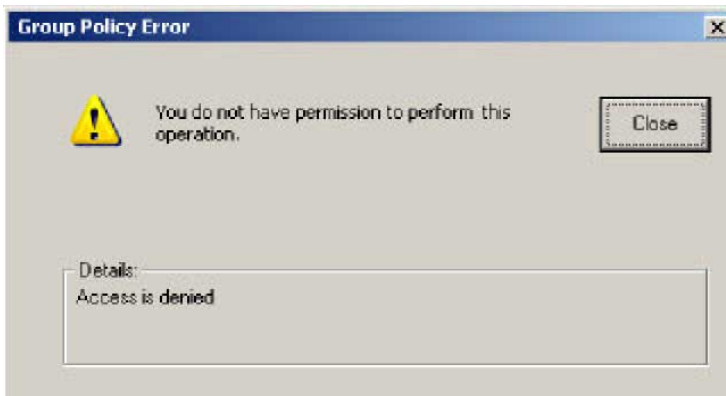 Group Policy Error
You do not have permission to perform this
operation.
Close
Details:
Access is denied